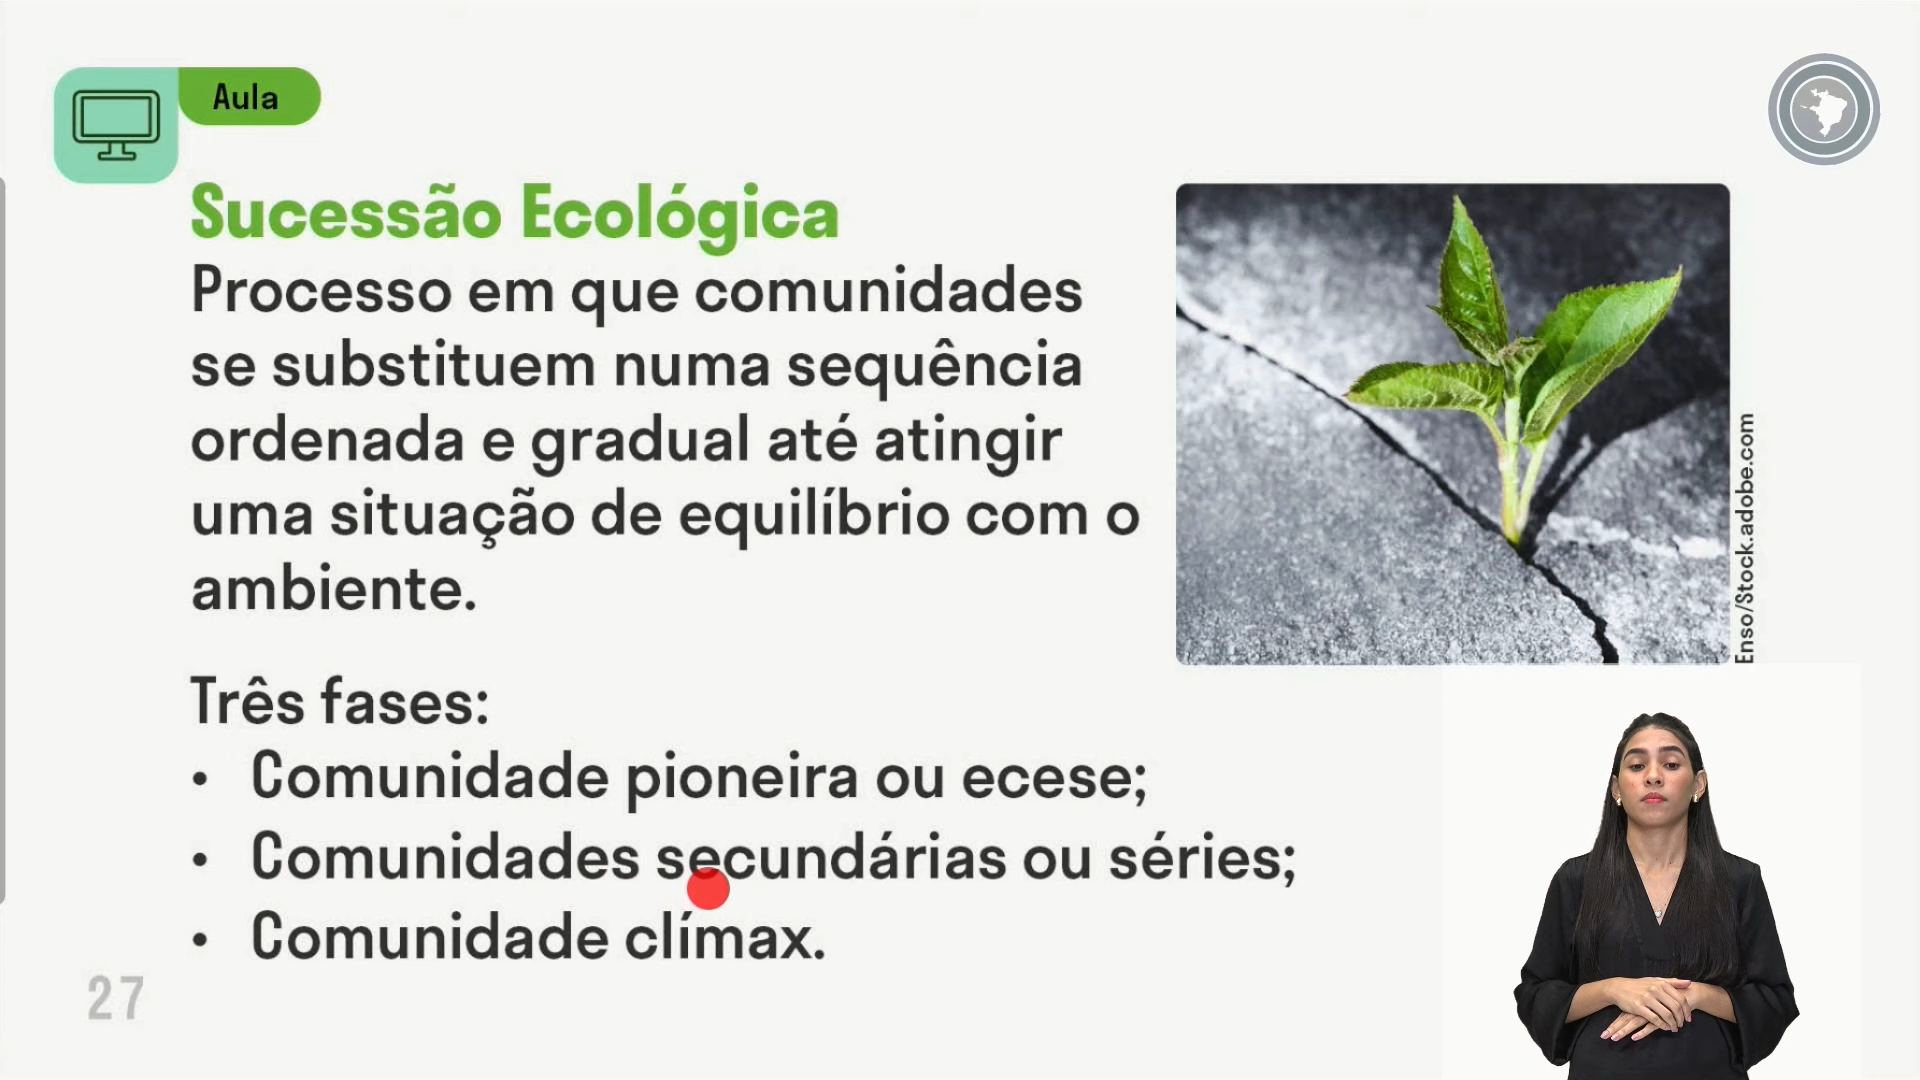 Aula
Sucessão Ecológica
Processo em que comunidades
se substituem numa sequência
ordenada e gradual até atingir
uma situação de equilíbrio com o
ambiente.
Enso/Stock.adobe.com
Três fases:
• Comunidade pioneira ou ecese;
• Comunidades secundárias ou séries;
• Comunidade clímax.
27